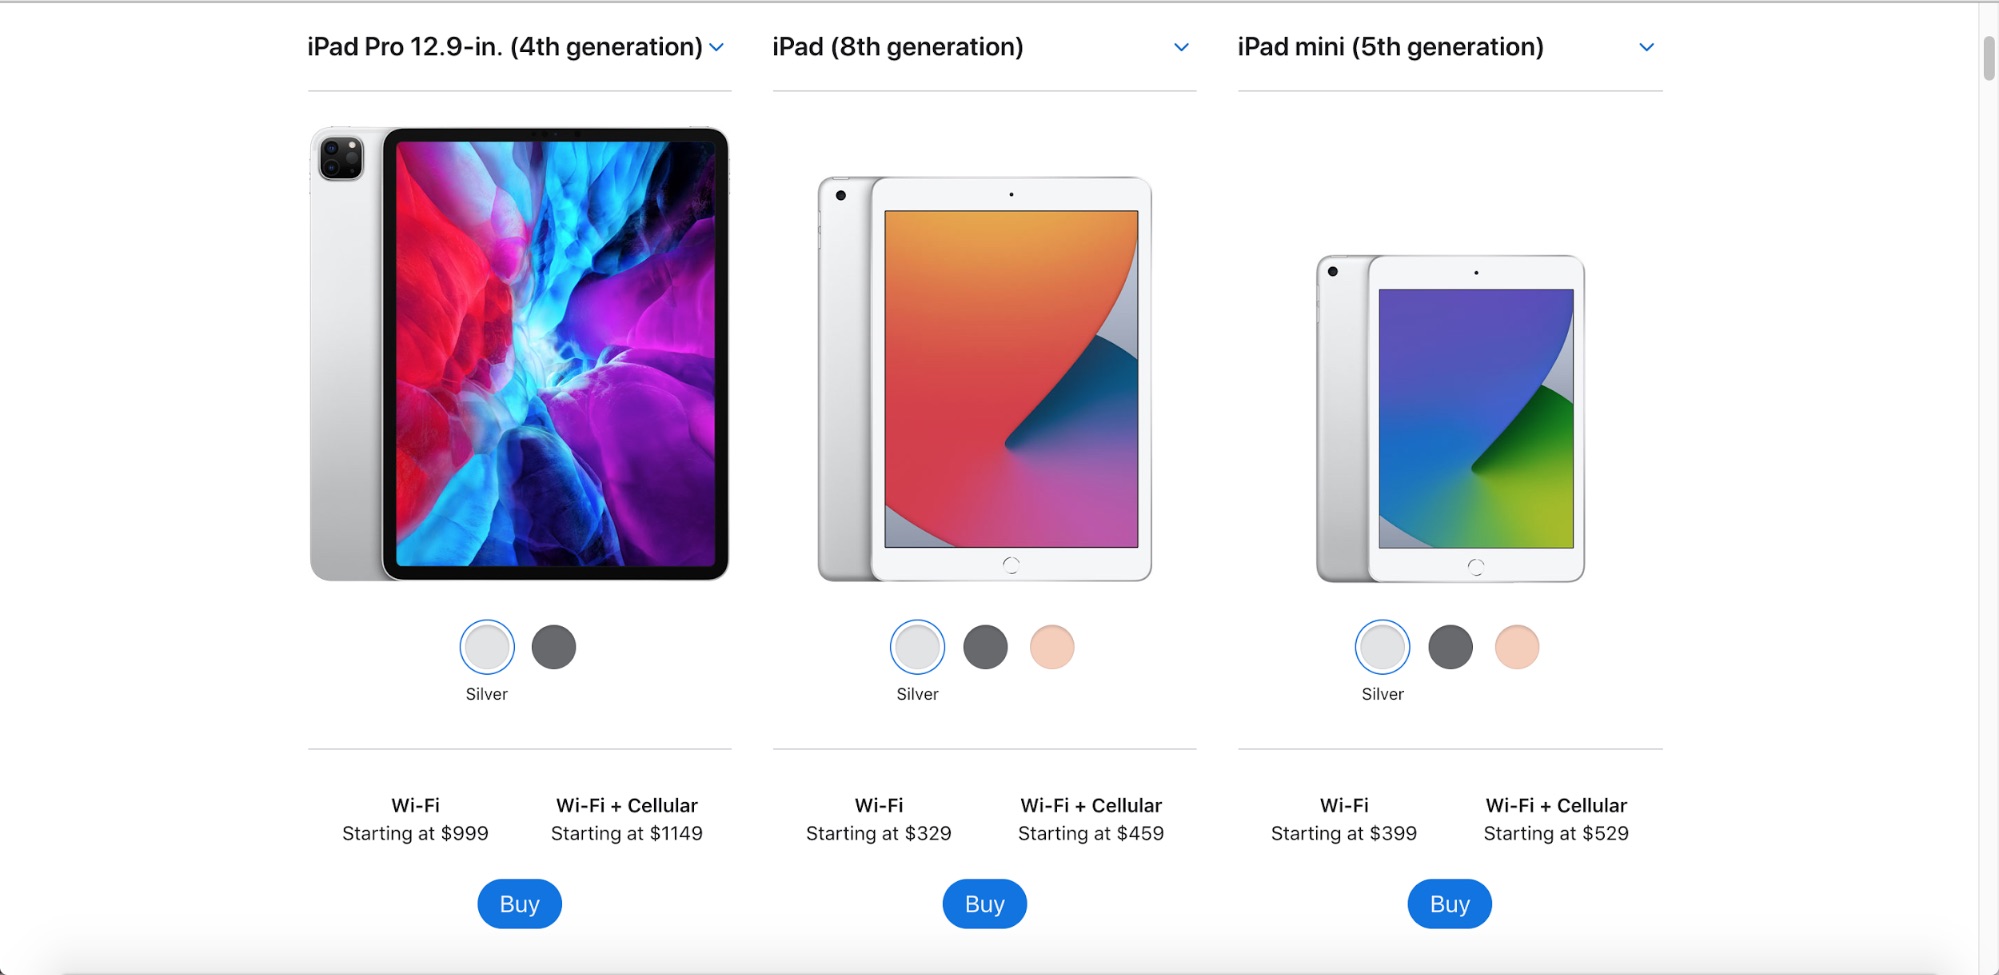 iPad Pro 12.9-in. (4th generation)
iPad (8th generation)
iPad mini (5th generation)
Silver
Silver
Silver
Wi-Fi
Starting at $999
Wi-Fi + Cellular
Starting at $1149
Wi-Fi
Starting at $329
Wi-Fi + Cellular
Starting at $459
Wi-Fi
Starting at $399
Wi-Fi + Cellular
Starting at $529
Buy
Buy
Buy